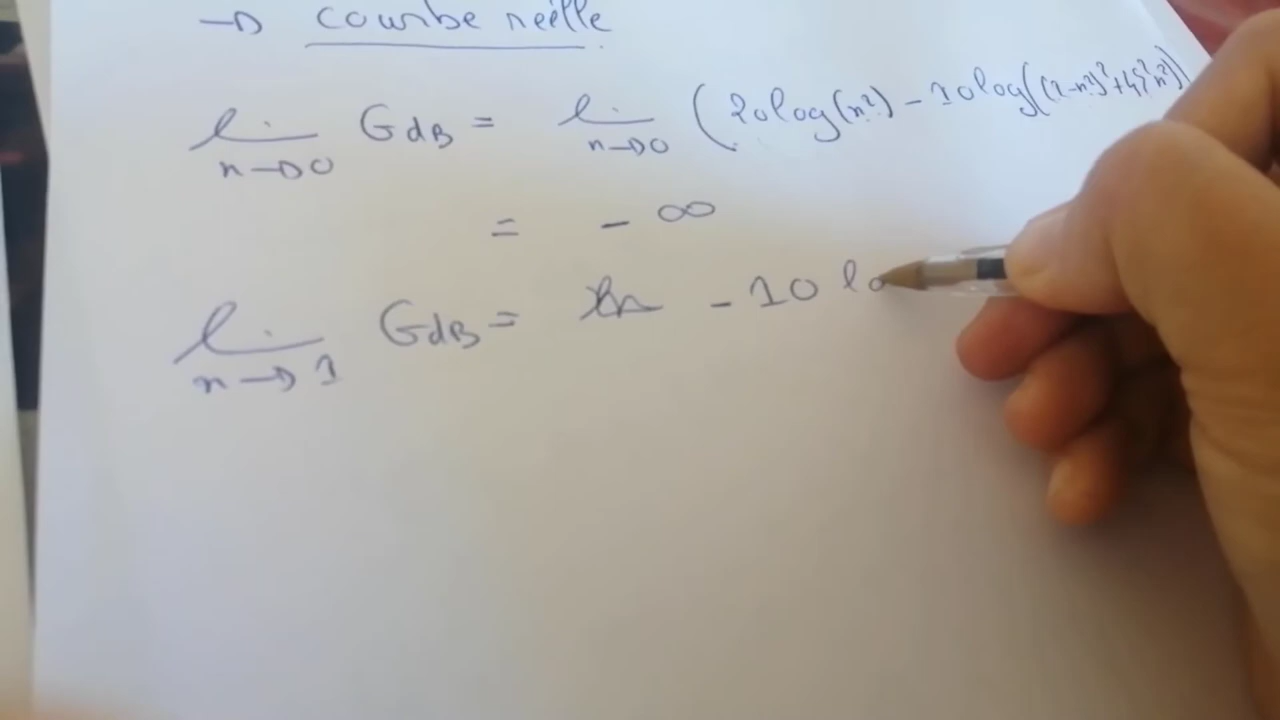 → courbe réelle
lim n→0 GdB = lim n→0 (20log(n²) - 10log((1-n²)²+4ξ²n²))
= - ∞
lim n→1 GdB = - 10 lo